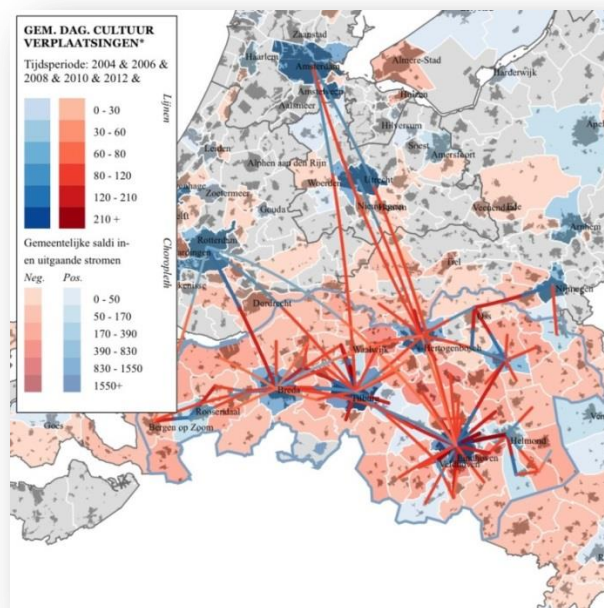 GEM. DAG. CULTUUR
VERPLAATSINGEN*
Tijdsperiode: 2004 & 2006 &
2008 & 2010 & 2012 &
Lijnen
0 - 30
30 - 60
60 - 80
80 - 120
120 - 210
210 +
Gemeentelijke saldi in-
en uitgaande stromen
Choropleth
Neg. Pos.
0 - 50
50 - 170
170 - 390
390 - 830
830 - 1550
1550+
Zaanstad
Haarlem
Amsterdam
Amstelveen
Aalsmeer
Almere-Stad
Huizen
Harderwijk
Hilversum
Soest
Amersfoort
Apel
Leiden
Alphen aan den Rijn
Woerden
Utrecht
Zoetermeer
Gouda
Nieuwegein
Houten
Veenendaal
Ede
Arnhem
Rotterdam
Tiel
Nijmegen
Dordrecht
Oss
Waalwijk
Hertogenbosch
Breda
Tilburg
Roosendaal
Goes
Bergen op Zoom
Helmond
Eindhoven
Veldhoven